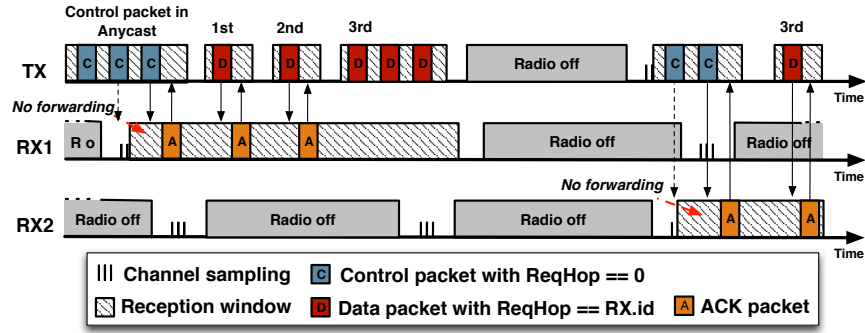 Control packet in
Anycast
1st
2nd
3rd
3rd
TX
C
C
C
D
D
D
D
D
Radio off
C
C
D
Time
No forwarding
RX1
R o
A
A
A
Radio off
Radio off
Time
No forwarding
RX2
Radio off
Radio off
Radio off
A
A
Time
Channel sampling
C Control packet with ReqHop == 0
Reception window
D Data packet with ReqHop == RX.id
A ACK packet